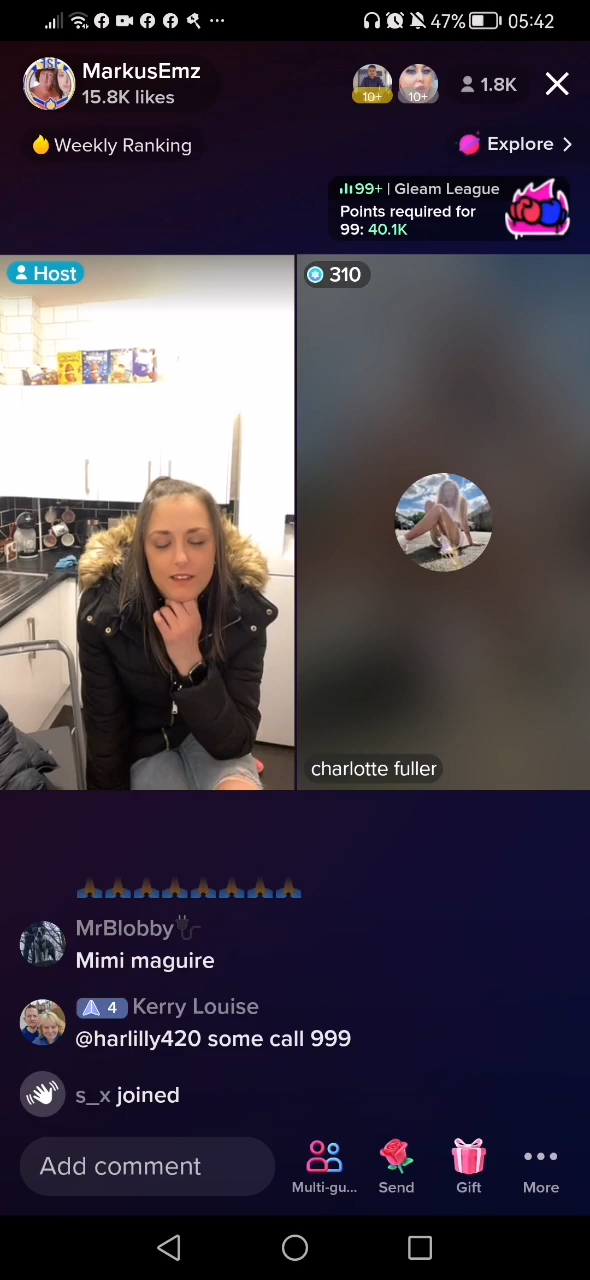 47% 05:42
MarkusEmz
15.8K likes
10+ 10+
1.8K
Weekly Ranking
Explore
99+ | Gleam League
Points required for
99: 40.1K
Host
310
charlotte fuller
MrBlobby
Mimi maguire
4 Kerry Louise
@harlilly420 some call 999
s_x joined
Add comment
Multi-gu...
Send
Gift
More